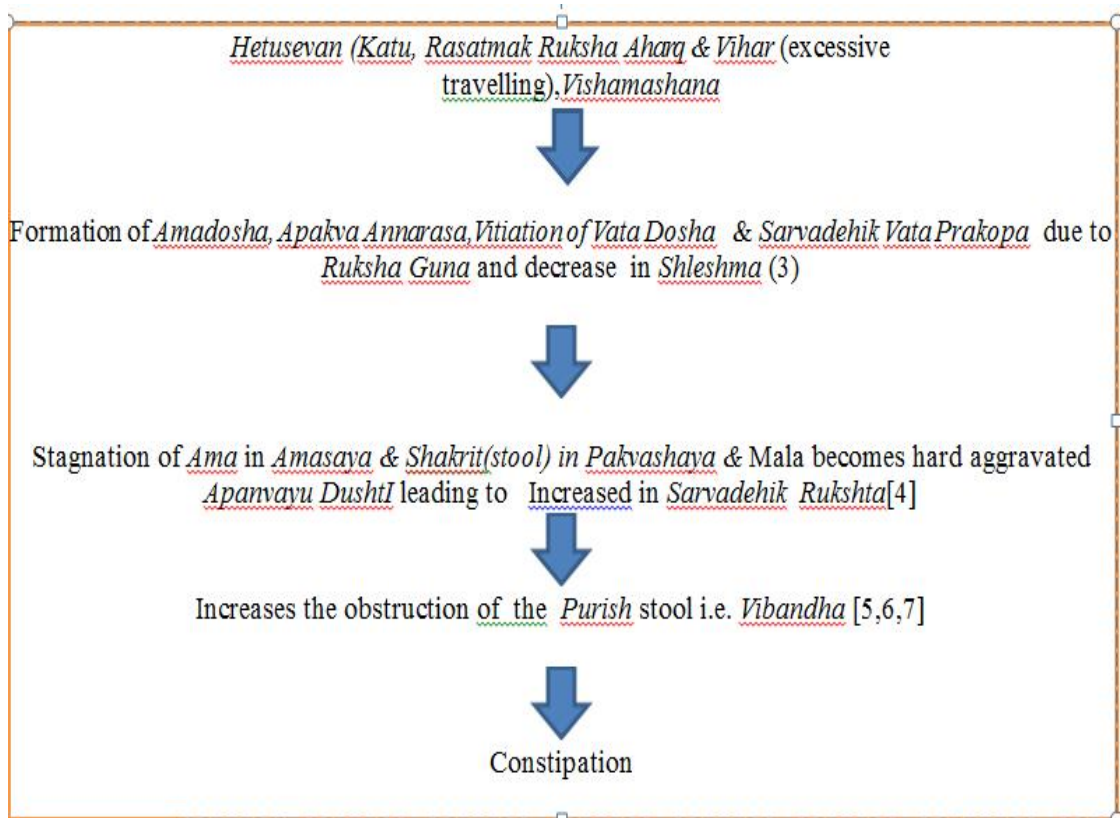 Hetusevan (Katu, Rasatmak Ruksha Aharq & Vihar (excessive
travelling),Vishamashana
Formation of Amadosha, Apakva Annarasa,Vitiation of Vata Dosha & Sarvadehik Vata Prakopa due to
Ruksha Guna and decrease in Shleshma (3)
Stagnation of Ama in Amasaya & Shakrit(stool) in Pakvashaya & Mala becomes hard aggravated
Apanvayu DushtI leading to Increased in Sarvadehik Rukshta[4]
Increases the obstruction of the Purish stool i.e. Vibandha [5,6,7]
Constipation